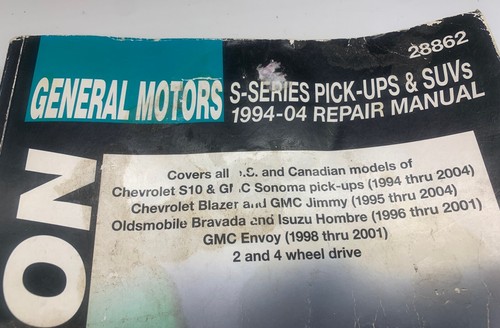 28862
GENERAL MOTORS S-SERIES PICK-UPS & SUVs
1994-04 REPAIR MANUAL
Covers all .S. and Canadian models of
Chevrolet S10 & GMC Sonoma pick-ups (1994 thru 2004)
Chevrolet Blazer and GMC Jimmy (1995 thru 2004)
Oldsmobile Bravada and Isuzu Hombre (1996 thru 2001)
GMC Envoy (1998 thru 2001)
2 and 4 wheel drive
ON